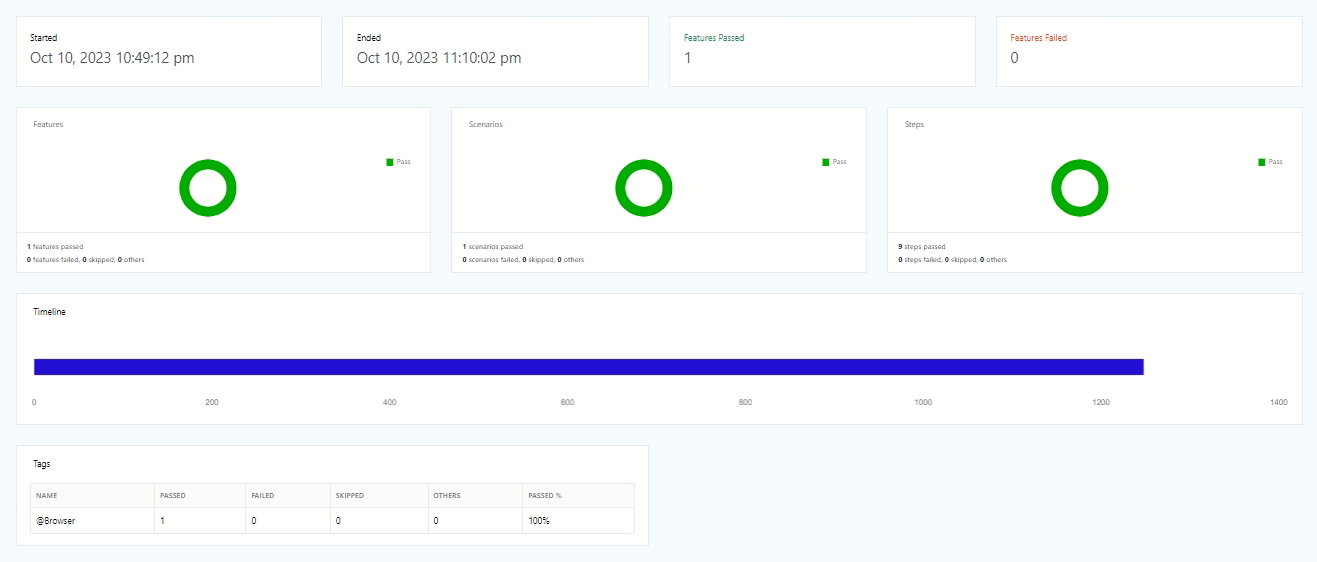 Started
Oct 10, 2023 10:49:12 pm
Ended
Oct 10, 2023 11:10:02 pm
Features Passed
1
Features Failed
0
Features
Pass
1 features passed
0 features failed, 0 skipped, 0 others
Scenarios
Pass
1 scenarios passed
0 scenarios failed, 0 skipped, 0 others
Steps
Pass
9 steps passed
0 steps failed, 0 skipped, 0 others
Timeline
0 200 400 600 800 1000 1200 1400
Tags
NAME PASSED FAILED SKIPPED OTHERS PASSED %
@Browser 1 0 0 0 100%